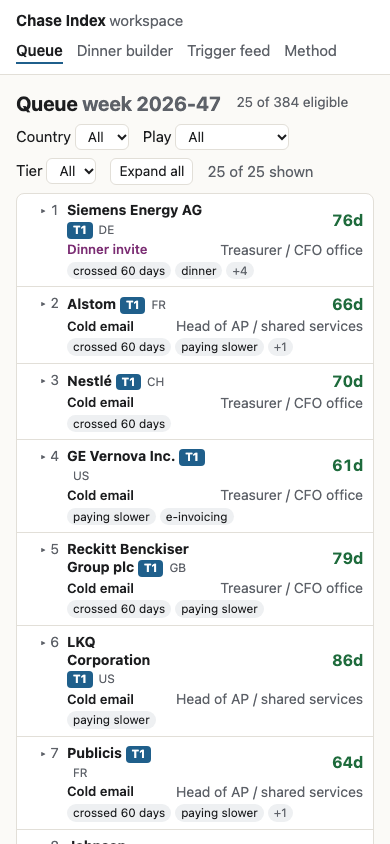 Chase Index workspace
Queue Dinner builder Trigger feed Method
Queue week 2026-47 25 of 384 eligible
Country All Play All
Tier All Expand all 25 of 25 shown
1 Siemens Energy AG 76d
T1 DE
Dinner invite Treasurer / CFO office
crossed 60 days dinner +4
2 Alstom T1 FR 66d
Cold email Head of AP / shared services
crossed 60 days paying slower +1
3 Nestlé T1 CH 70d
Cold email Treasurer / CFO office
crossed 60 days
4 GE Vernova Inc. T1 61d
US
Cold email Treasurer / CFO office
paying slower e-invoicing
5 Reckitt Benckiser 79d
Group plc T1 GB
Cold email Treasurer / CFO office
crossed 60 days paying slower
6 LKQ 86d
Corporation
T1 US
Cold email Head of AP / shared services
paying slower
7 Publicis T1 64d
FR
Cold email Head of AP / shared services
crossed 60 days paying slower +1